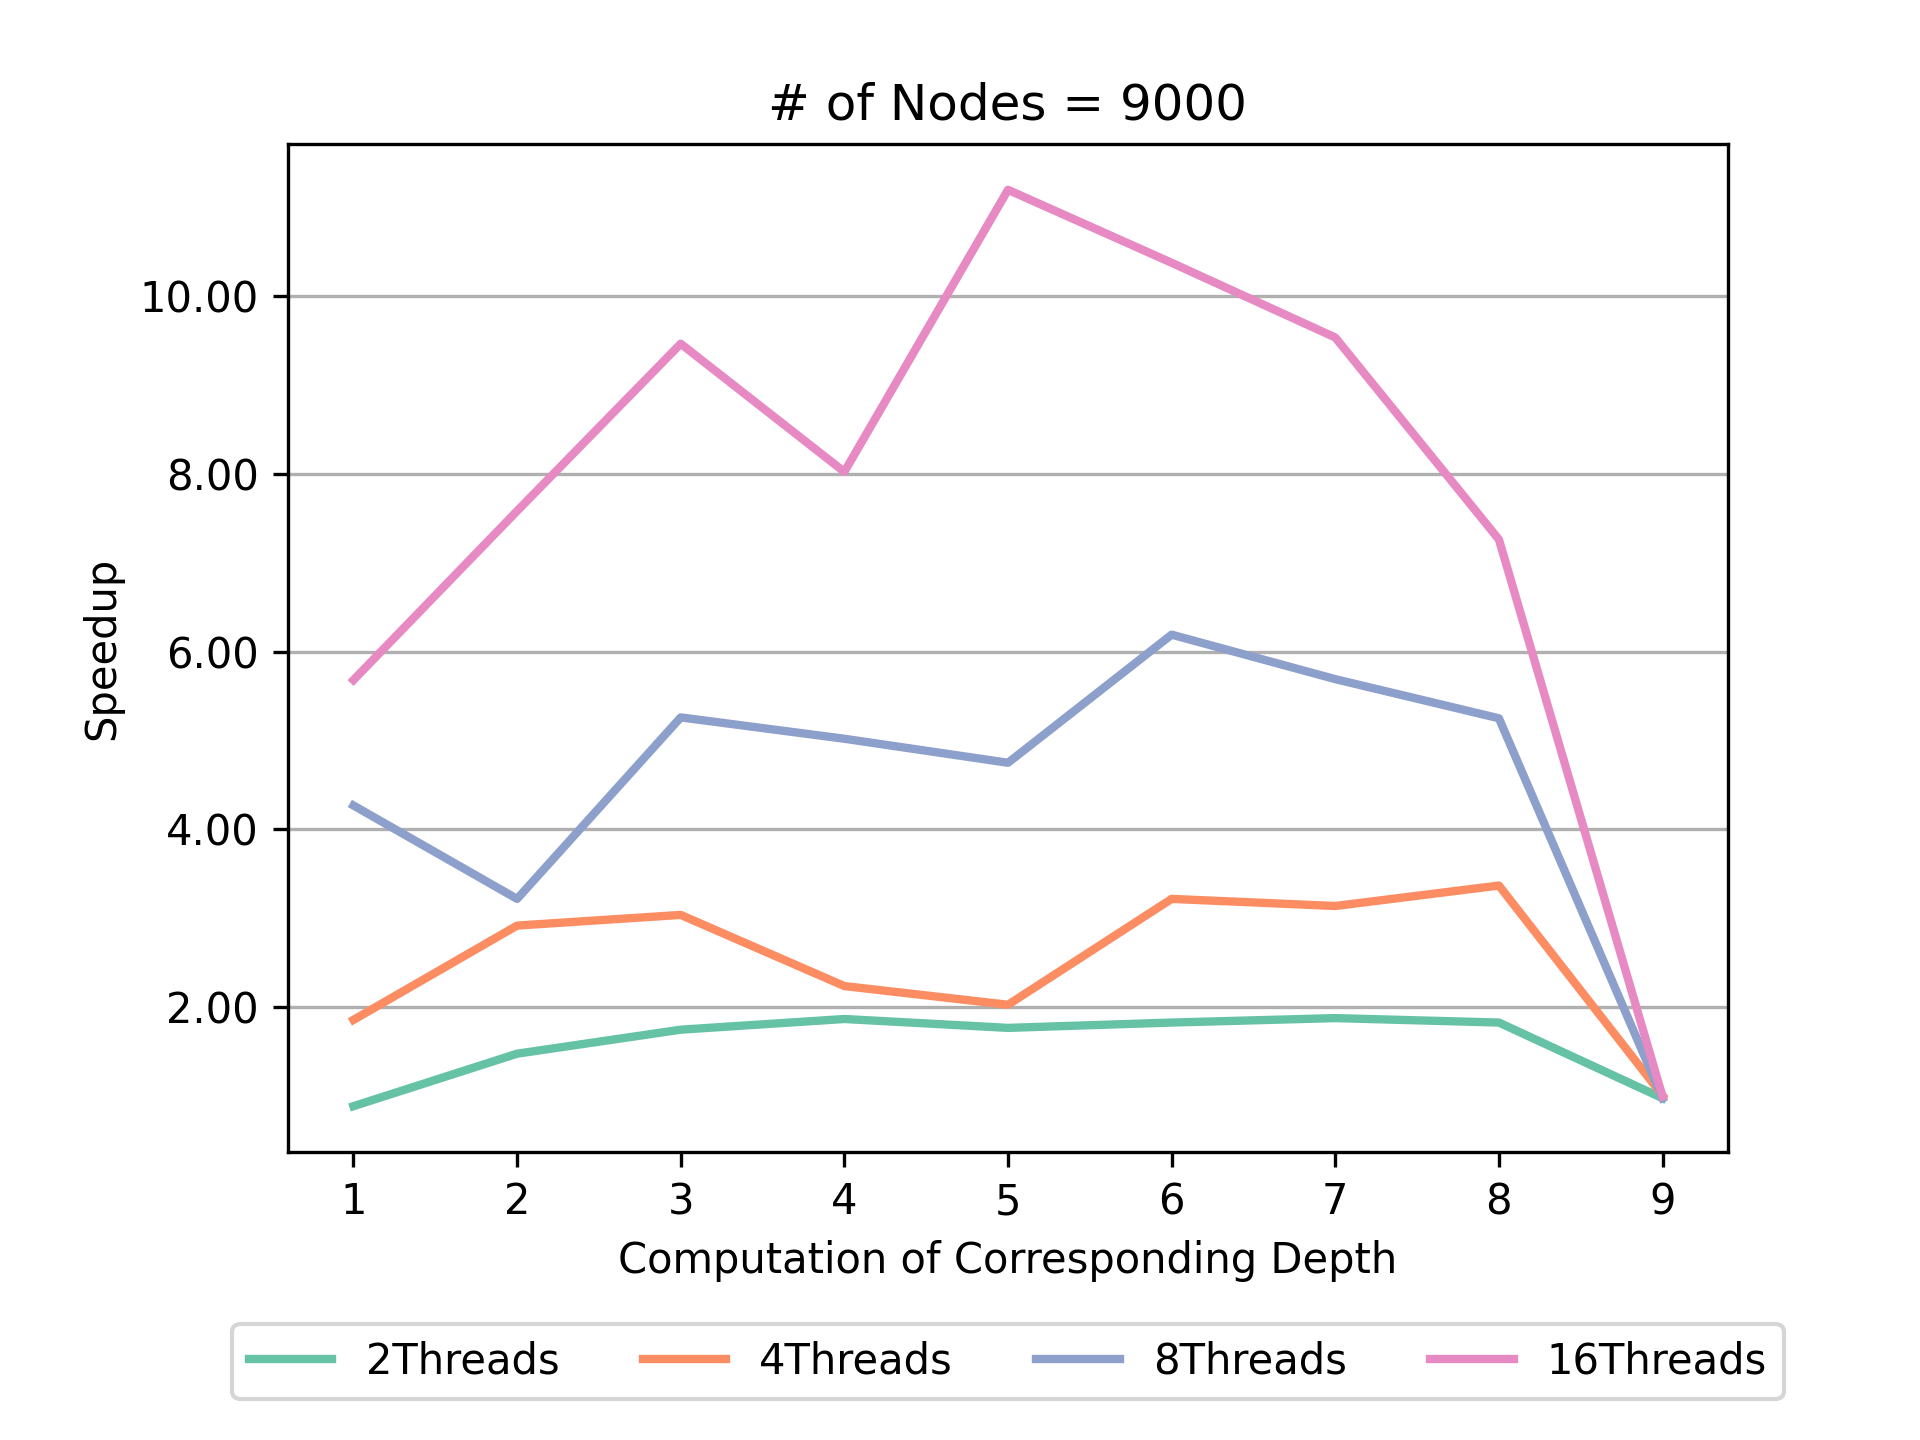 # of Nodes = 9000
10.00
8.00
6.00
4.00
2.00
Speedup
1 2 3 4 5 6 7 8 9
Computation of Corresponding Depth
2Threads 4Threads 8Threads 16Threads